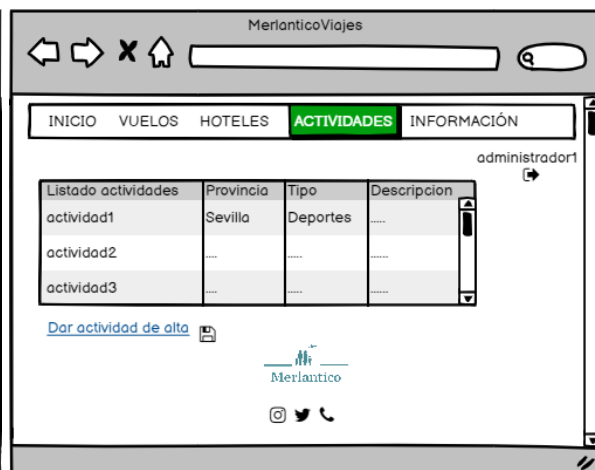 MerlanticoViajes
INICIO VUELOS HOTELES ACTIVIDADES INFORMACIÓN
administrador1
Listado actividades Provincia Tipo Descripcion
actividad1 Sevilla Deportes .....
actividad2 .... ..... ......
actividad3 .... ..... ......
Dar actividad de alta
Merlantico